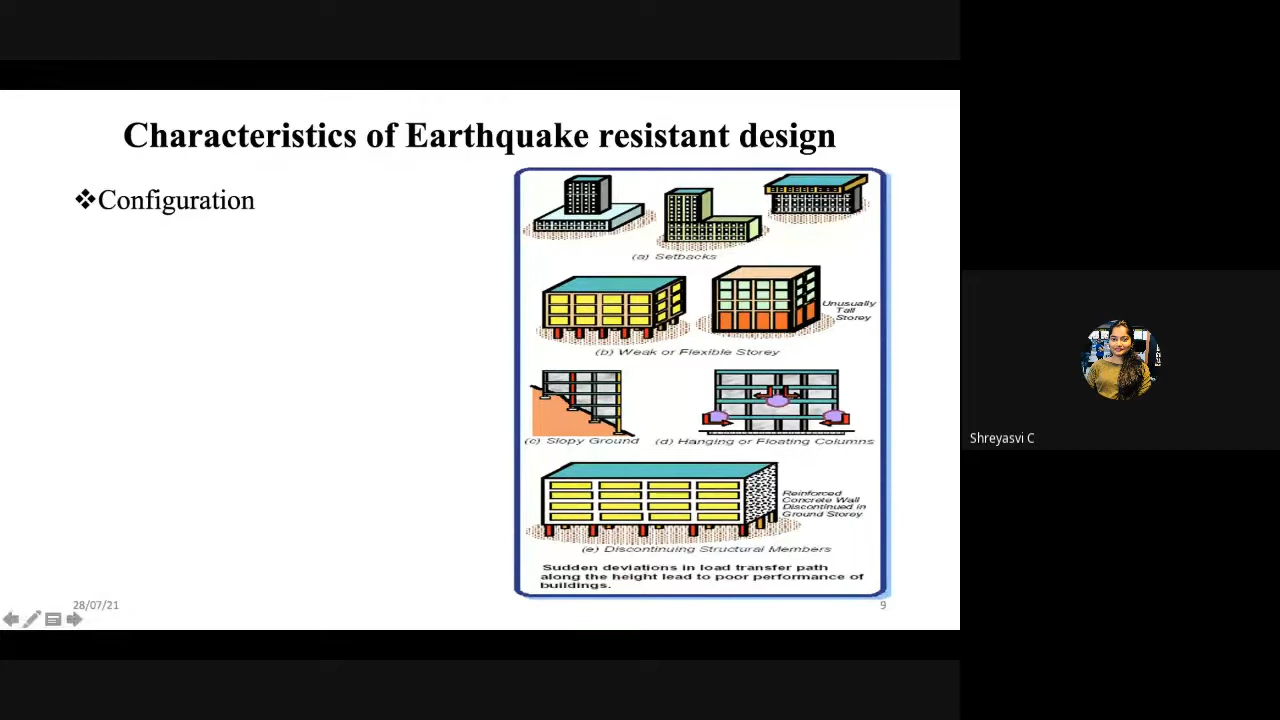 Characteristics of Earthquake resistant design
❖Configuration
(a) Setbacks
Unusually
Tall
Storey
(b) Weak or Flexible Storey
(c) Slopy Ground
(d) Hanging or Floating Columns
Reinforced
Concrete Wall
Discontinued in
Ground Storey
(e) Discontinuing Structural Members
Sudden deviations in load transfer path
along the height lead to poor performance of
buildings.
28/07/21
9
Shreyasvi C